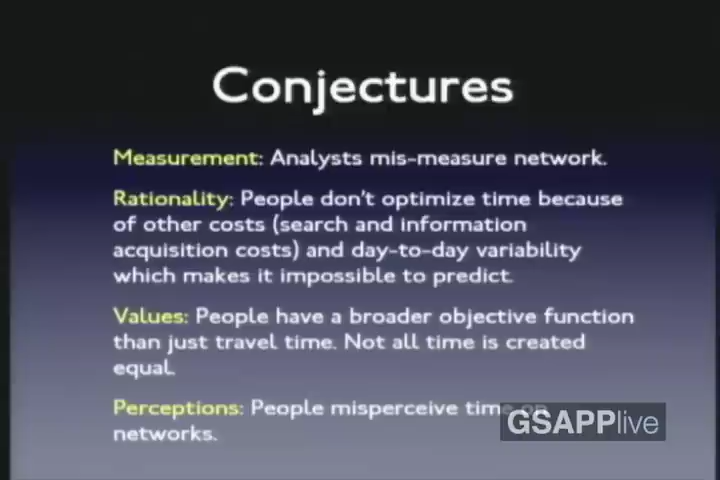 Conjectures
Measurement: Analysts mis-measure network.
Rationality: People don't optimize time because
of other costs (search and information
acquisition costs) and day-to-day variability
which makes it impossible to predict.
Values: People have a broader objective function
than just travel time. Not all time is created
equal.
Perceptions: People misperceive time on
networks.
GSAPPlive